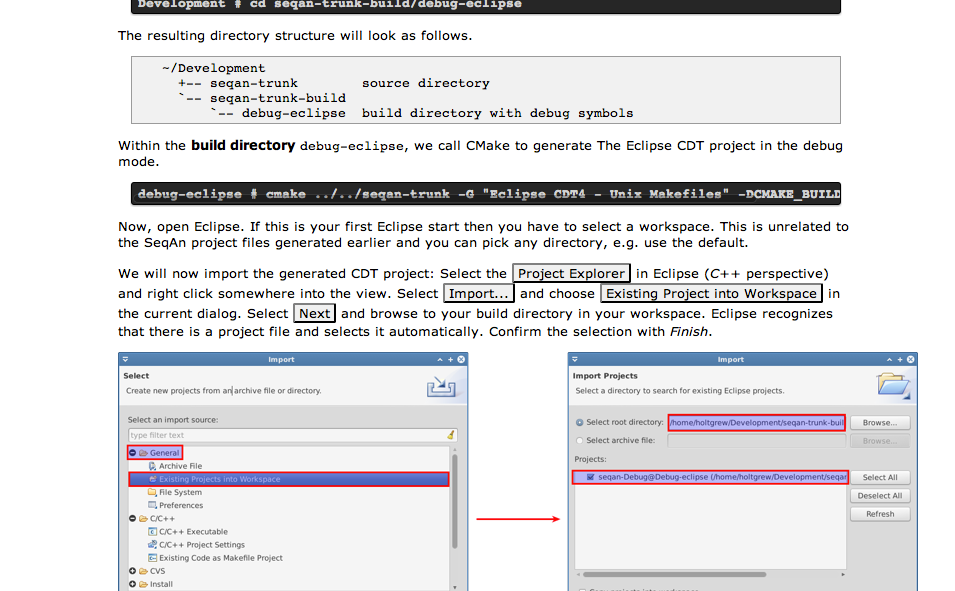 Development # cd seqan-trunk-build/debug-eclipse
The resulting directory structure will look as follows.
~/Development
+-- seqan-trunk        source directory
`-- seqan-trunk-build
`-- debug-eclipse  build directory with debug symbols
Within the build directory debug-eclipse, we call CMake to generate The Eclipse CDT project in the debug
mode.
debug-eclipse # cmake ../../seqan-trunk -G "Eclipse CDT4 - Unix Makefiles" -DCMAKE_BUILD
Now, open Eclipse. If this is your first Eclipse start then you have to select a workspace. This is unrelated to
the SeqAn project files generated earlier and you can pick any directory, e.g. use the default.
We will now import the generated CDT project: Select the Project Explorer in Eclipse (C++ perspective)
and right click somewhere into the view. Select Import... and choose Existing Project into Workspace in
the current dialog. Select Next and browse to your build directory in your workspace. Eclipse recognizes
that there is a project file and selects it automatically. Confirm the selection with Finish.
Import
Select
Create new projects from an archive file or directory.
Select an import source:
type filter text
General
Archive File
Existing Projects into Workspace
File System
Preferences
C/C++
C/C++ Executable
C/C++ Project Settings
Existing Code as Makefile Project
CVS
Install
Import
Import Projects
Select a directory to search for existing Eclipse projects.
Select root directory: /home/holtgrew/Development/seqan-trunk-buil Browse...
Select archive file: Browse...
Projects:
seqan-Debug@Debug-eclipse (/home/holtgrew/Development/seqan Select All
Deselect All
Refresh